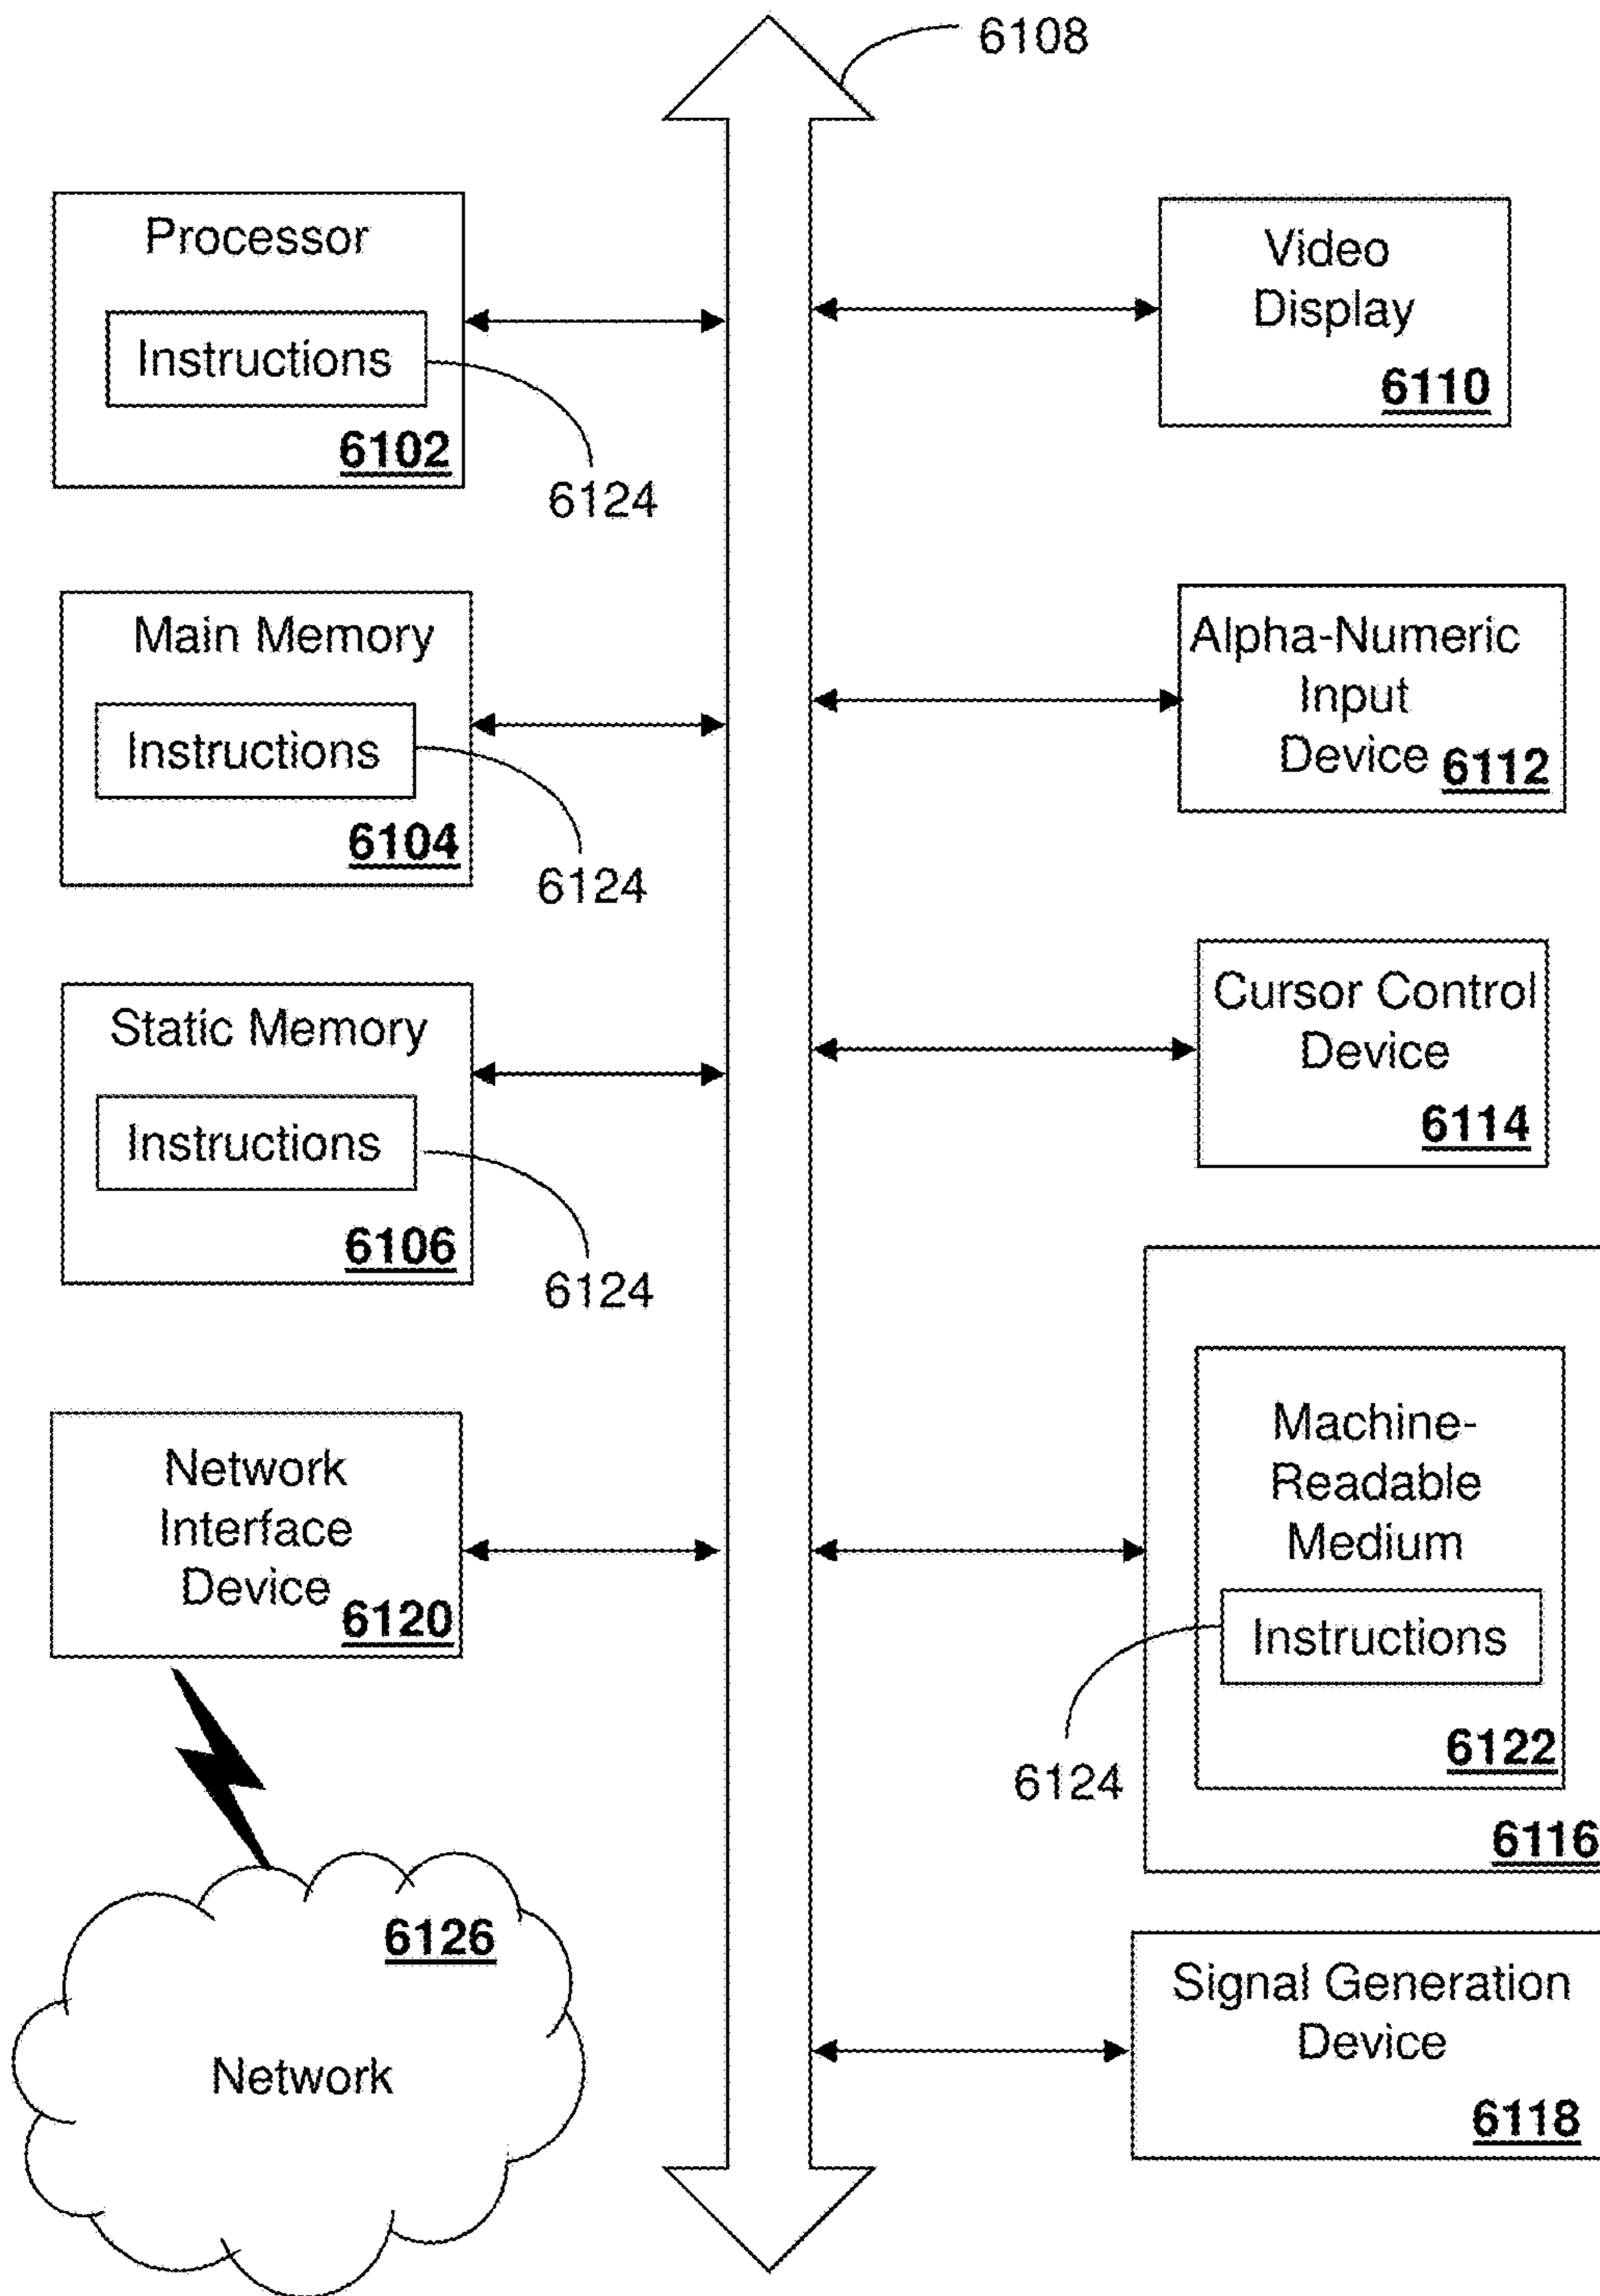 6108
Processor
Instructions
6102
6124
Main Memory
Instructions
6104
6124
Static Memory
Instructions
6106
6124
Network
Interface
Device
6120
6126
Network
Video
Display
6110
Alpha-Numeric
Input
Device
6112
Cursor Control
Device
6114
Machine-
Readable
Medium
Instructions
6122
6124
6116
Signal Generation
Device
6118